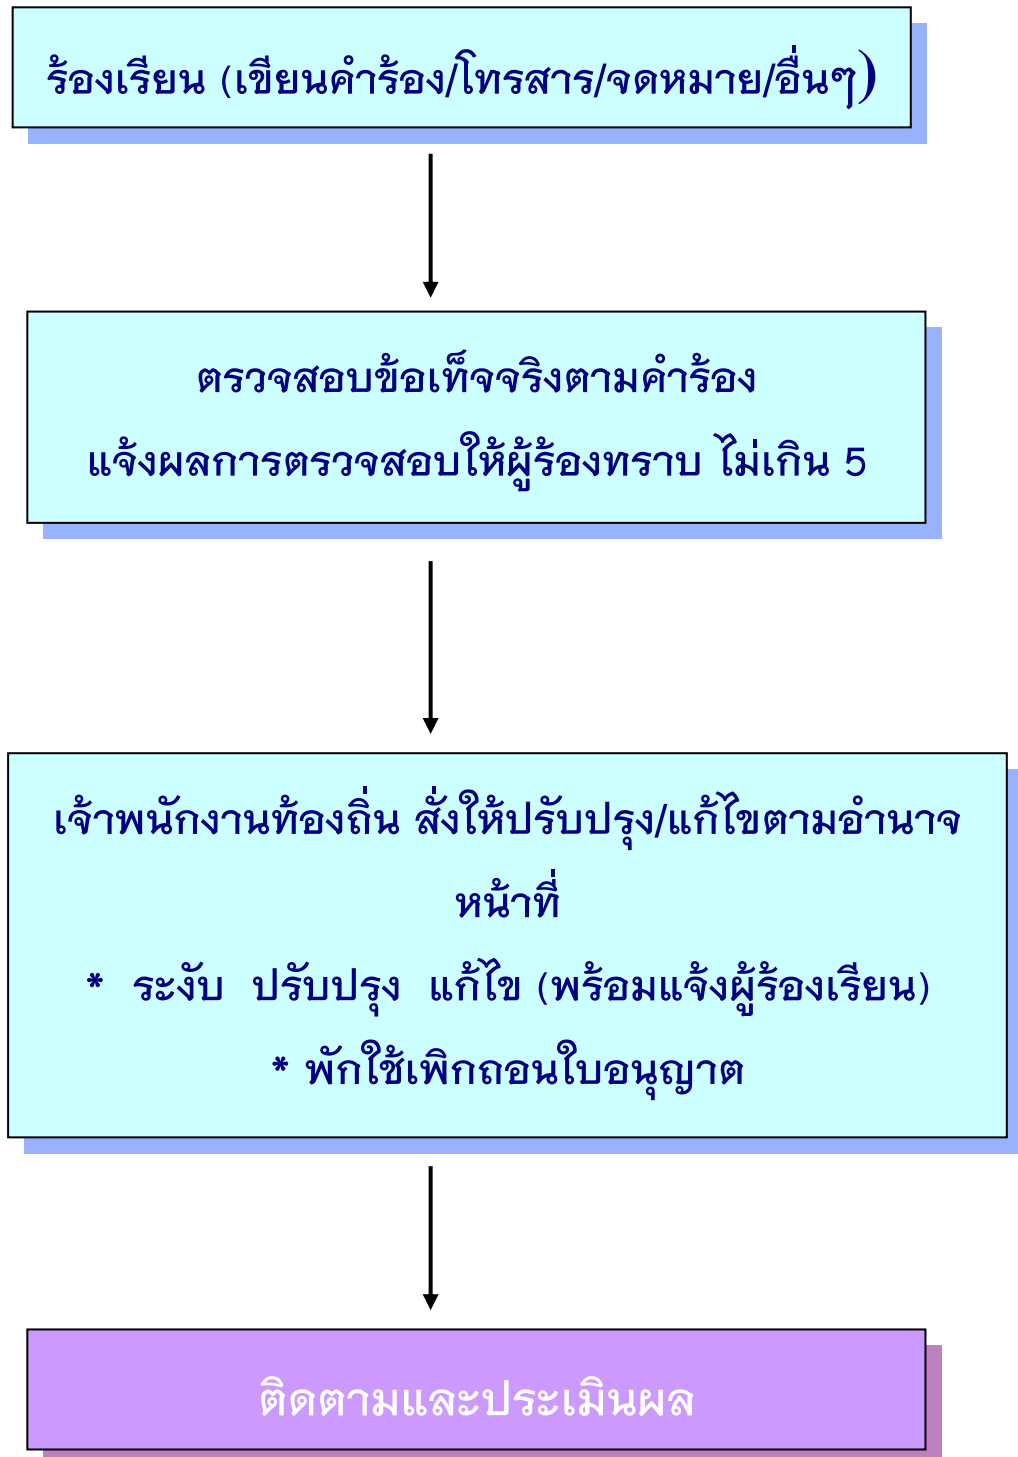 ร้องเรียน (เขียนคำร้อง/โทรสาร/จดหมาย/อื่นๆ)
ตรวจสอบข้อเท็จจริงตามคำร้อง
แจ้งผลการตรวจสอบให้ผู้ร้องทราบ ไม่เกิน 5
เจ้าพนักงานท้องถิ่น สั่งให้ปรับปรุง/แก้ไขตามอำนาจ
หน้าที่
* ระงับ ปรับปรุง แก้ไข (พร้อมแจ้งผู้ร้องเรียน)
* พักใช้เพิกถอนใบอนุญาต
ติดตามและประเมินผล